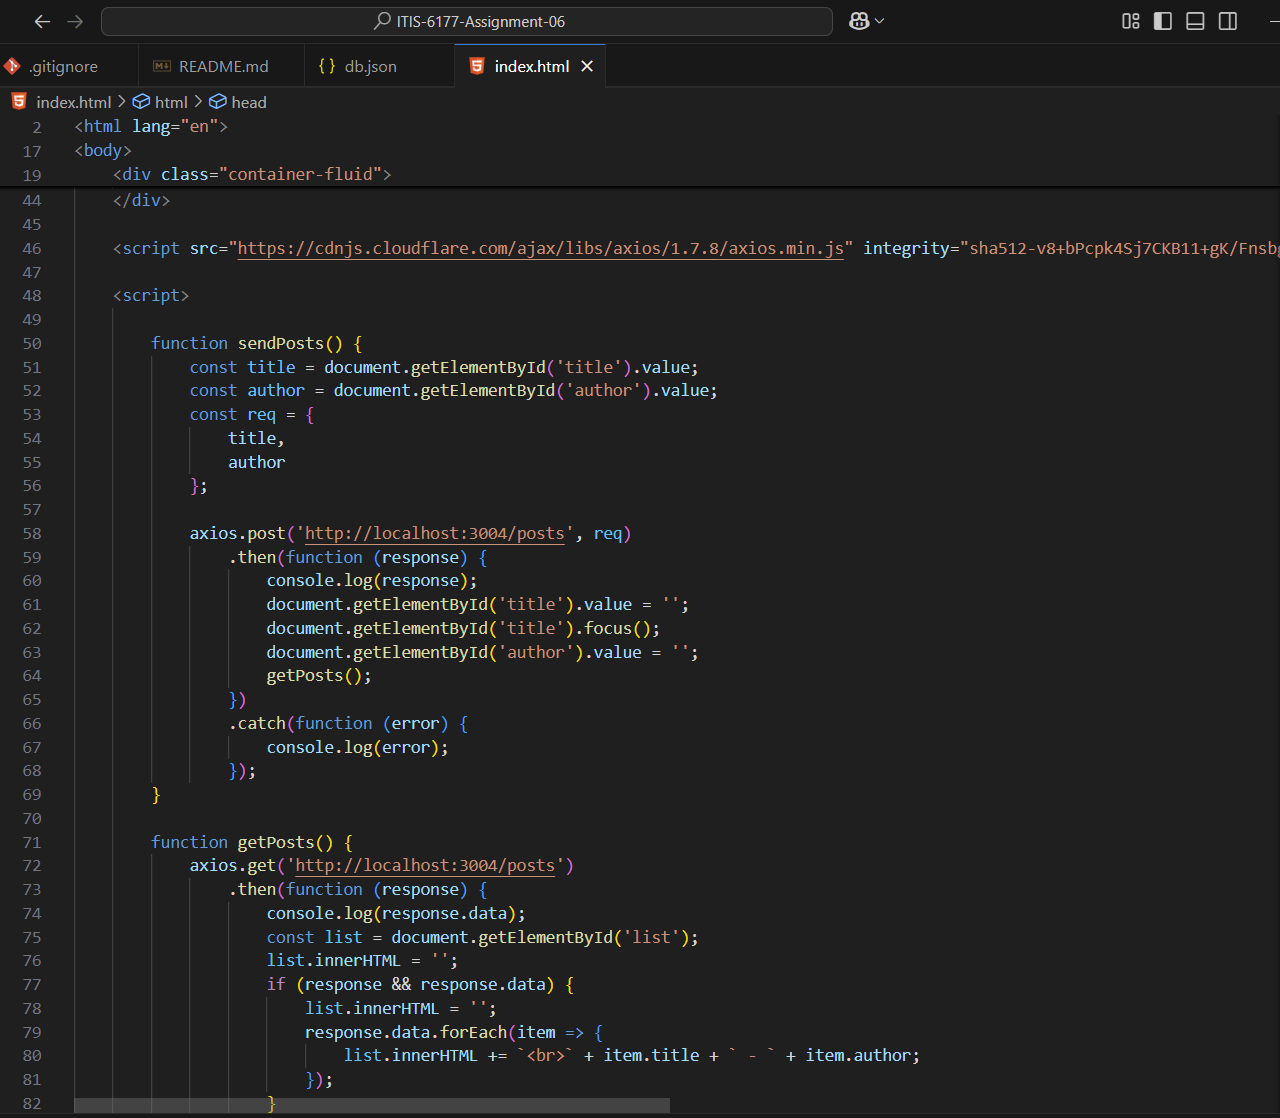 ITIS-6177-Assignment-06
.gitignore README.md {} db.json index.html
index.html > html > head
2 <html lang="en">
17 <body>
19 <div class="container-fluid">
44 </div>
45
46 <script src="https://cdnjs.cloudflare.com/ajax/libs/axios/1.7.8/axios.min.js" integrity="sha512-v8+bPcpk4Sj7CKB11+gK/Fnsbg
47
48 <script>
49
50 function sendPosts() {
51 const title = document.getElementById('title').value;
52 const author = document.getElementById('author').value;
53 const req = {
54 title,
55 author
56 };
57
58 axios.post('http://localhost:3004/posts', req)
59 .then(function (response) {
60 console.log(response);
61 document.getElementById('title').value = '';
62 document.getElementById('title').focus();
63 document.getElementById('author').value = '';
64 getPosts();
65 })
66 .catch(function (error) {
67 console.log(error);
68 });
69 }
70
71 function getPosts() {
72 axios.get('http://localhost:3004/posts')
73 .then(function (response) {
74 console.log(response.data);
75 const list = document.getElementById('list');
76 list.innerHTML = '';
77 if (response && response.data) {
78 list.innerHTML = '';
79 response.data.forEach(item => {
80 list.innerHTML += `<br>` + item.title + ` - ` + item.author;
81 });
82 }